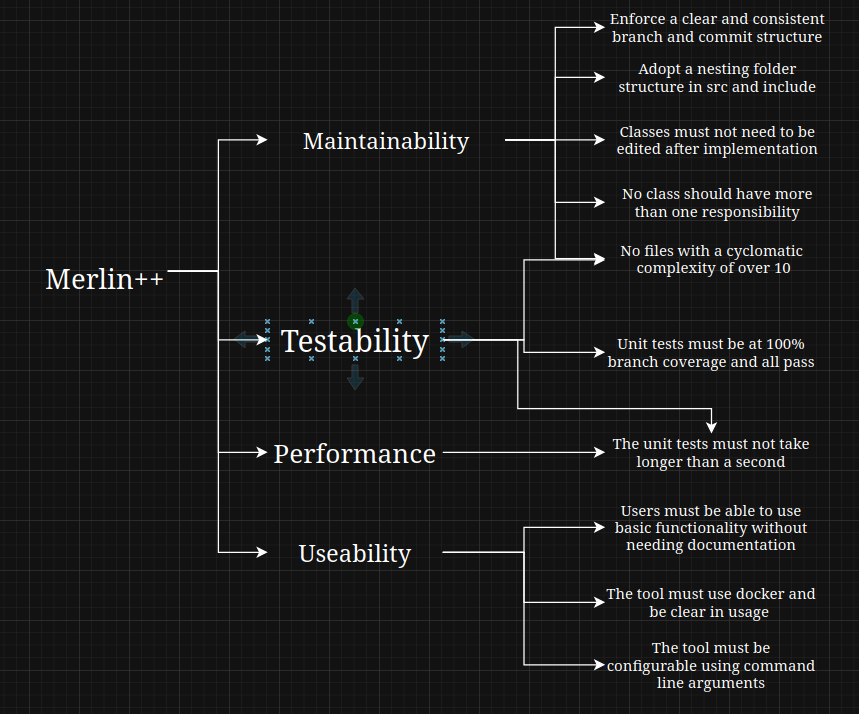 Merlin++
Maintainability
Enforce a clear and consistent
branch and commit structure
Adopt a nesting folder
structure in src and include
Classes must not need to be
edited after implementation
No class should have more
than one responsibility
No files with a cyclomatic
complexity of over 10
Testability
Unit tests must be at 100%
branch coverage and all pass
Performance
The unit tests must not take
longer than a second
Useability
Users must be able to use
basic functionality without
needing documentation
The tool must use docker and
be clear in usage
The tool must be
configurable using command
line arguments